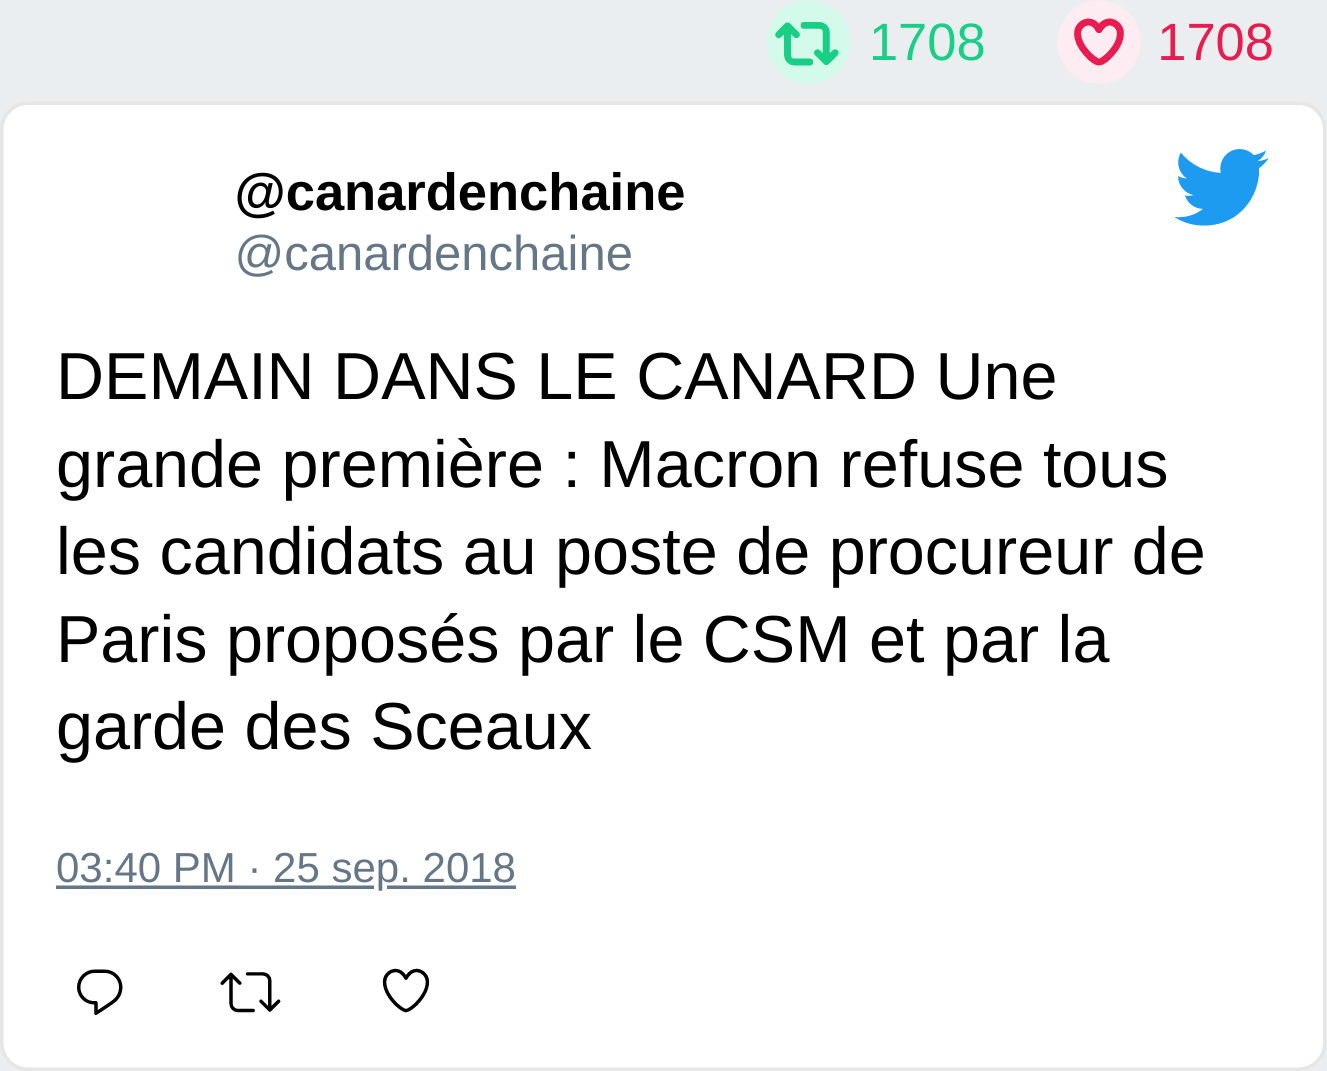 1708 1708
@canardenchaine
@canardenchaine
DEMAIN DANS LE CANARD Une
grande première : Macron refuse tous
les candidats au poste de procureur de
Paris proposés par le CSM et par la
garde des Sceaux
03:40 PM · 25 sep. 2018